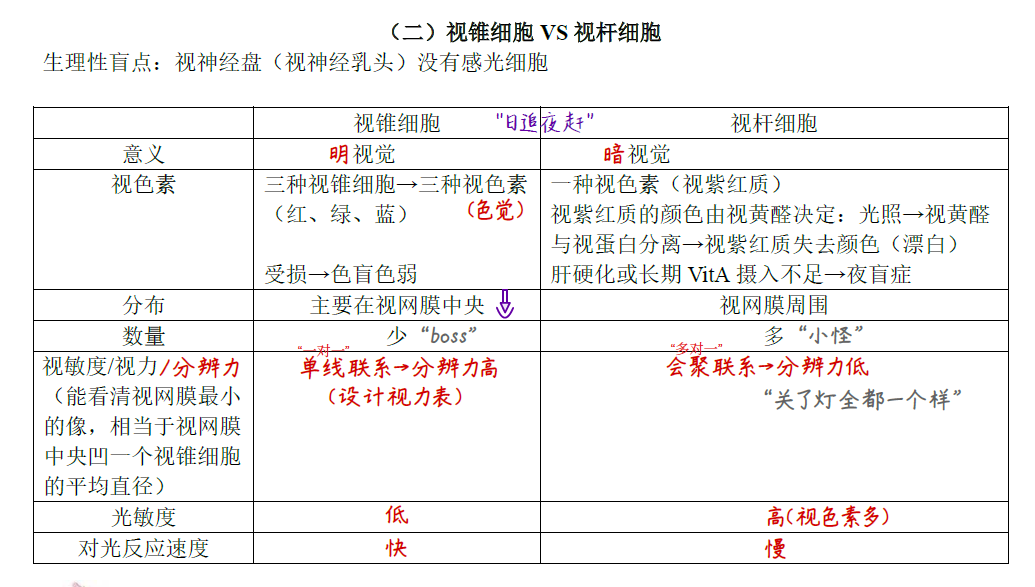 （二）视锥细胞 VS 视杆细胞
生理性盲点：视神经盘（视神经乳头）没有感光细胞
视锥细胞 "日追夜赶" 视杆细胞
意义 明视觉 暗视觉
视色素 三种视锥细胞→三种视色素 一种视色素（视紫红质）
（红、绿、蓝）（色觉） 视紫红质的颜色由视黄醛决定：光照→视黄醛
与视蛋白分离→视紫红质失去颜色（漂白）
受损→色盲色弱 肝硬化或长期 VitA 摄入不足→夜盲症
分布 主要在视网膜中央 ⇩ 视网膜周围
数量 少 “boss” 多 “小怪”
“一对一” “多对一”
视敏度/视力/分辨力 单线联系→分辨力高 会聚联系→分辨力低
（能看清视网膜最小 （设计视力表） “关了灯全都一个样”
的像，相当于视网膜
中央凹一个视锥细胞
的平均直径）
光敏度 低 高(视色素多)
对光反应速度 快 慢